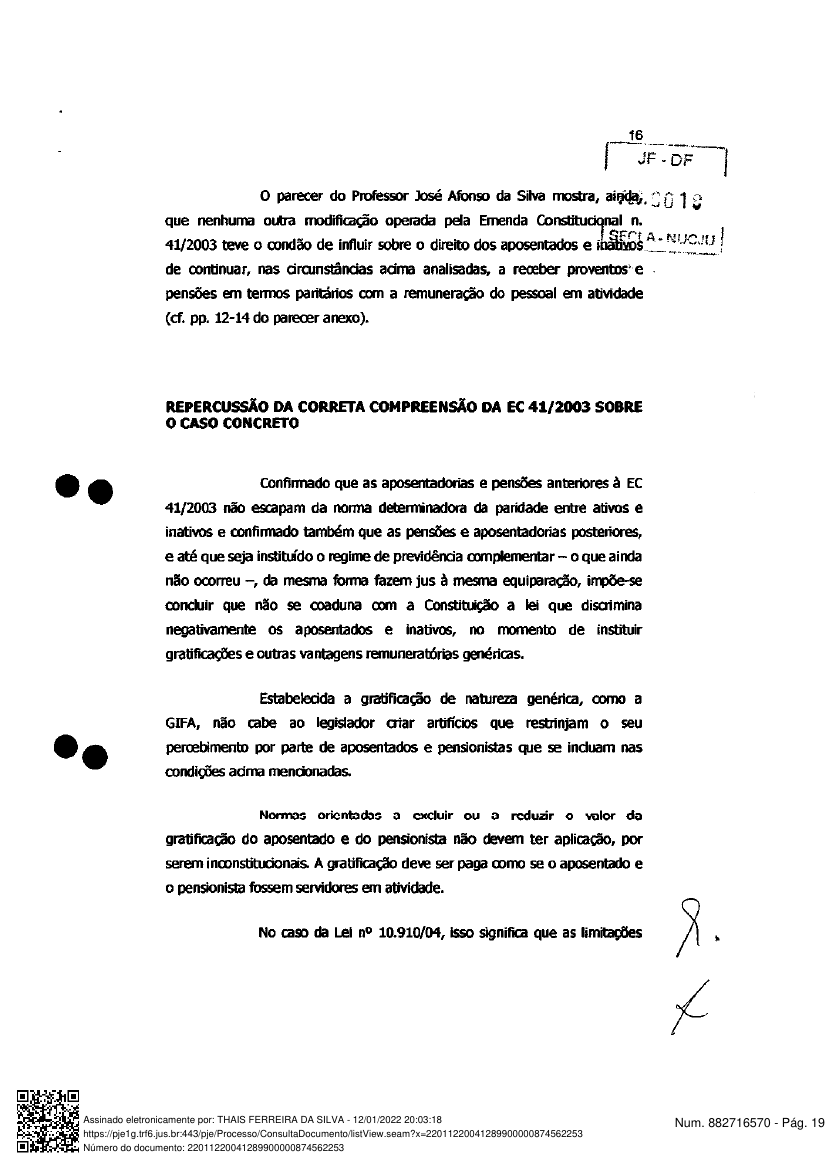 16
JF - DF
O parecer do Professor José Afonso da Silva mostra, ainda,
que nenhuma outra modificação operada pela Emenda Constitucional n.
41/2003 teve o condão de influir sobre o direito dos aposentados e inativos
de continuar, nas circunstâncias acima analisadas, a receber proventos e
pensões em termos paritários com a remuneração do pessoal em atividade
(cf. pp. 12-14 do parecer anexo).
REPERCUSSÃO DA CORRETA COMPREENSÃO DA EC 41/2003 SOBRE
O CASO CONCRETO
Confirmado que as aposentadorias e pensões anteriores à EC
41/2003 não escapam da norma determinadora da paridade entre ativos e
inativos e confirmado também que as pensões e aposentadorias posteriores,
e até que seja instituído o regime de previdência complementar – o que ainda
não ocorreu –, da mesma forma fazem jus à mesma equiparação, impõe-se
concluir que não se coaduna com a Constituição a lei que discrimina
negativamente os aposentados e inativos, no momento de instituir
gratificações e outras vantagens remuneratórias genéricas.
Estabelecida a gratificação de natureza genérica, como a
GIFA, não cabe ao legislador criar artifícios que restrinjam o seu
percebimento por parte de aposentados e pensionistas que se incluam nas
condições acima mencionadas.
Normas orientadas a excluir ou a reduzir o valor da
gratificação do aposentado e do pensionista não devem ter aplicação, por
serem inconstitucionais. A gratificação deve ser paga como se o aposentado e
o pensionista fossem servidores em atividade.
No caso da Lei nº 10.910/04, isso significa que as limitações
Assinado eletronicamente por: THAIS FERREIRA DA SILVA - 12/01/2022 20:03:18
https://pje1g.trf6.jus.br:443/pje/Processo/ConsultaDocumento/listView.seam?x=22011220041289900000874562253
Número do documento: 22011220041289900000874562253
Num. 882716570 - Pág. 19